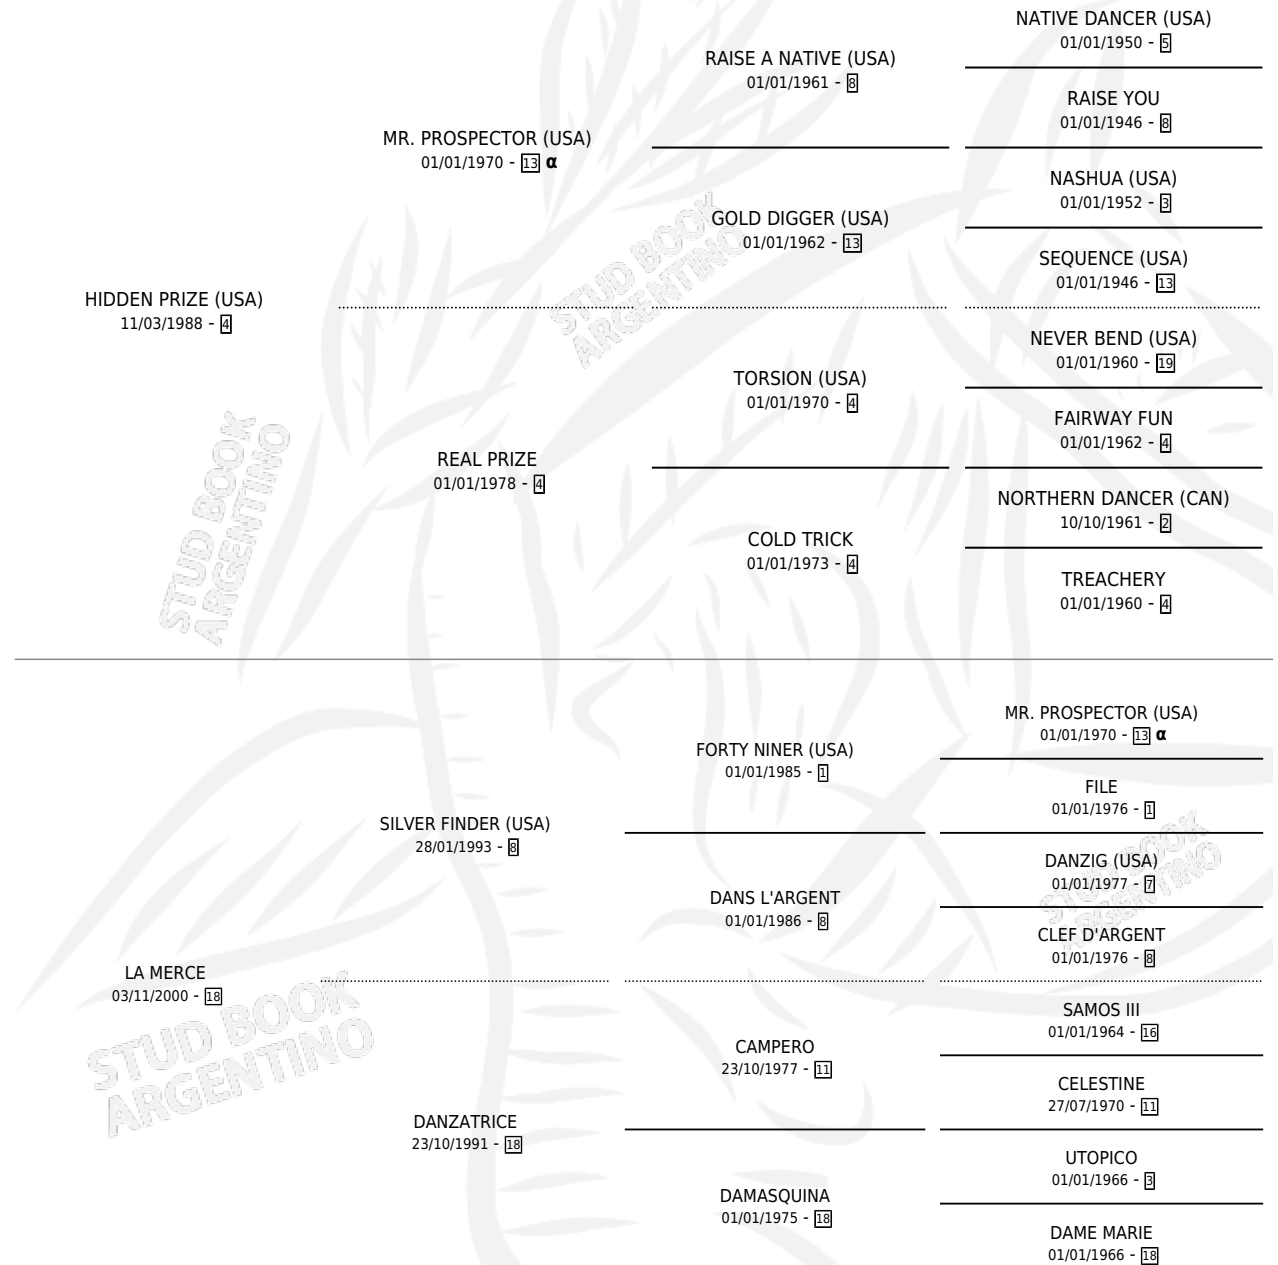 NATIVE DANCER (USA)
01/01/1950 - 5
RAISE A NATIVE (USA)
01/01/1961 - 8
RAISE YOU
01/01/1946 - 8
MR. PROSPECTOR (USA)
01/01/1970 - 13 α
NASHUA (USA)
01/01/1952 - 3
GOLD DIGGER (USA)
01/01/1962 - 13
SEQUENCE (USA)
01/01/1946 - 13
HIDDEN PRIZE (USA)
11/03/1988 - 4
NEVER BEND (USA)
01/01/1960 - 19
TORSION (USA)
01/01/1970 - 4
FAIRWAY FUN
01/01/1962 - 4
REAL PRIZE
01/01/1978 - 4
NORTHERN DANCER (CAN)
10/10/1961 - 2
COLD TRICK
01/01/1973 - 4
TREACHERY
01/01/1960 - 4
MR. PROSPECTOR (USA)
01/01/1970 - 13 α
FORTY NINER (USA)
01/01/1985 - 1
FILE
01/01/1976 - 1
SILVER FINDER (USA)
28/01/1993 - 8
DANZIG (USA)
01/01/1977 - 7
DANS L'ARGENT
01/01/1986 - 8
CLEF D'ARGENT
01/01/1976 - 8
LA MERCE
03/11/2000 - 18
SAMOS III
01/01/1964 - 16
CAMPERO
23/10/1977 - 11
CELESTINE
27/07/1970 - 11
DANZATRICE
23/10/1991 - 18
UTOPICO
01/01/1966 - 3
DAMASQUINA
01/01/1975 - 18
DAME MARIE
01/01/1966 - 18
STUD BOOK
ARGENTINO
STUD BOOK
ARGENTINO
STUD BOOK
ARGENTINO
STUD BOOK
ARGENTINO